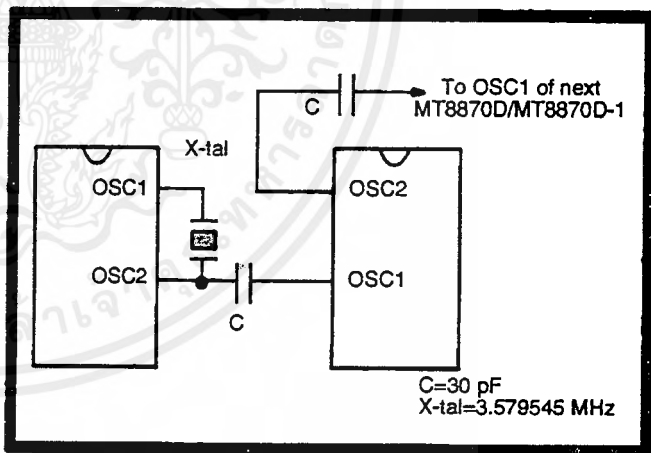 To OSC1 of next
MT8870D/MT8870D-1
C
X-tal
OSC1
OSC2
OSC2
OSC1
C
C=30 pF
X-tal=3.579545 MHz